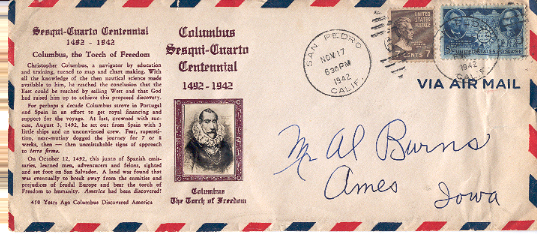 Sesqui-Cuarto Centennial
1492 - 1942
Columbus, the Torch of Freedom
Christopher Columbus, a navigator by education
and training, turned to map and chart making. With
all the knowledge of the then nautical science made
available to him, he reached the conclusion that the
East could be reached by sailing West and that God
had raised him up to achieve this proposed discovery.
For perhaps a decade Columbus strove in Portugal
and Spain in an effort to get royal financing and
support for the voyage. At last, crowned with suc-
cess, August 3, 1492, he set out from Spain with 3
little ships and an unconvinced crew. Fear, supersti-
tion, near-mutiny dogged the journey for 7 or 8
weeks, then — then unmistakable signs of approach
to terra firma.
On October 12, 1492, this junta of Spanish emis-
saries, learned men, adventurers and felons, sighted
and set foot on San Salvador. A land was found that
was eventually to break away from the enmities and
prejudices of feudal Europe and bear the torch of
Freedom to humanity. America had been discovered!
450 Years Ago Columbus Discovered America
Columbus
Sesqui-Cuarto
Centennial
1492-1942
Columbus
The Torch of Freedom
SAN PEDRO
NOV 17
630PM
1942
CALIF.
7 CENTS 7
1942
CALIF.
VIA AIR MAIL
Mr Al Burns
Ames Iowa